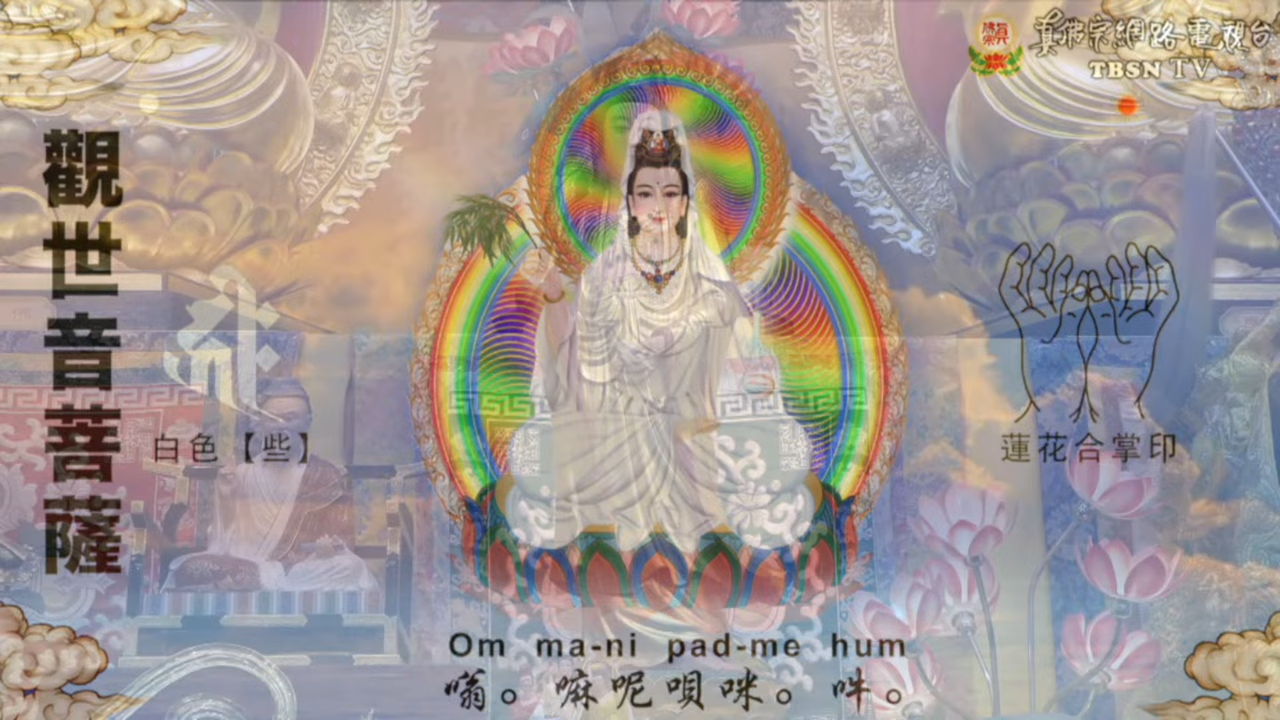 真佛宗網路電視台
TBSN TV
觀世音菩薩
白色【些】
蓮花合掌印
Om ma-ni pad-me hum
嗡。嘛呢唄咪。吽。